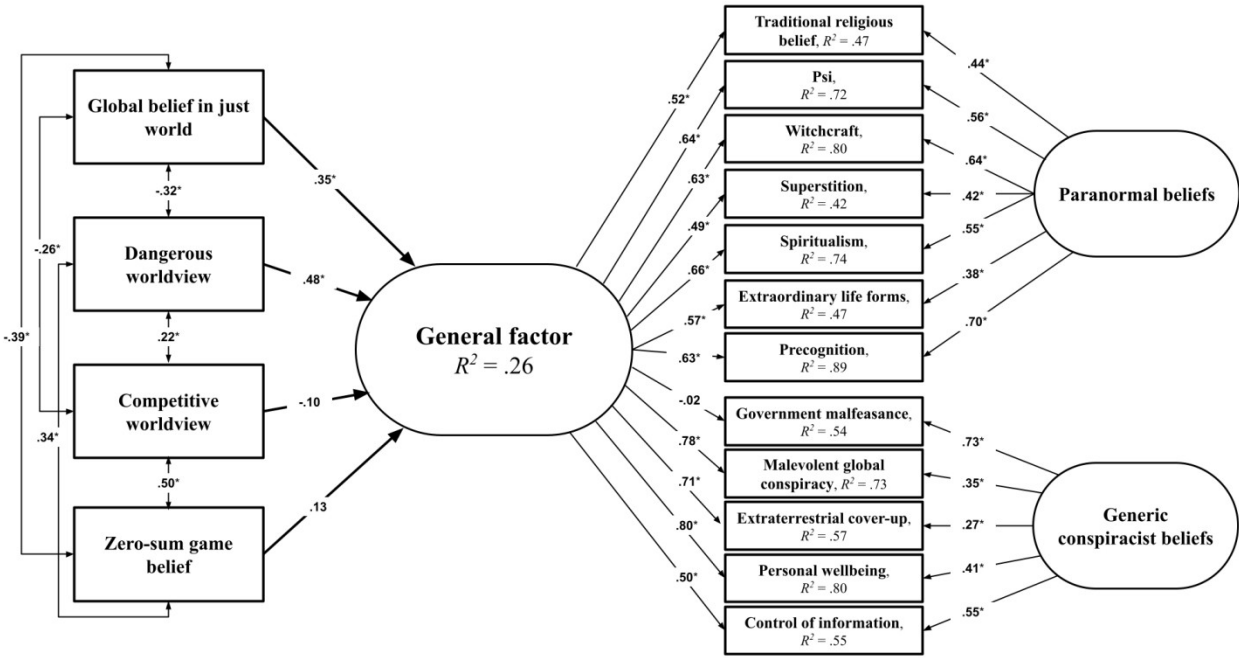 Global belief in just
world
Dangerous
worldview
Competitive
worldview
Zero-sum game
belief
-.32*
.22*
.50*
-.26*
-.39*
.34*
.35*
.48*
-.10
.13
General factor
R² = .26
.52*
.64*
.63*
.49*
.66*
.57*
.63*
-.02
.78*
.71*
.80*
.50*
Traditional religious
belief, R² = .47
Psi,
R² = .72
Witchcraft,
R² = .80
Superstition,
R² = .42
Spiritualism,
R² = .74
Extraordinary life forms,
R² = .47
Precognition,
R² = .89
Government malfeasance,
R² = .54
Malevolent global
conspiracy, R² = .73
Extraterrestrial cover-up,
R² = .57
Personal wellbeing,
R² = .80
Control of information,
R² = .55
.44*
.56*
.64*
.42*
.55*
.38*
.70*
.73*
.35*
.27*
.41*
.55*
Paranormal beliefs
Generic
conspiracist beliefs